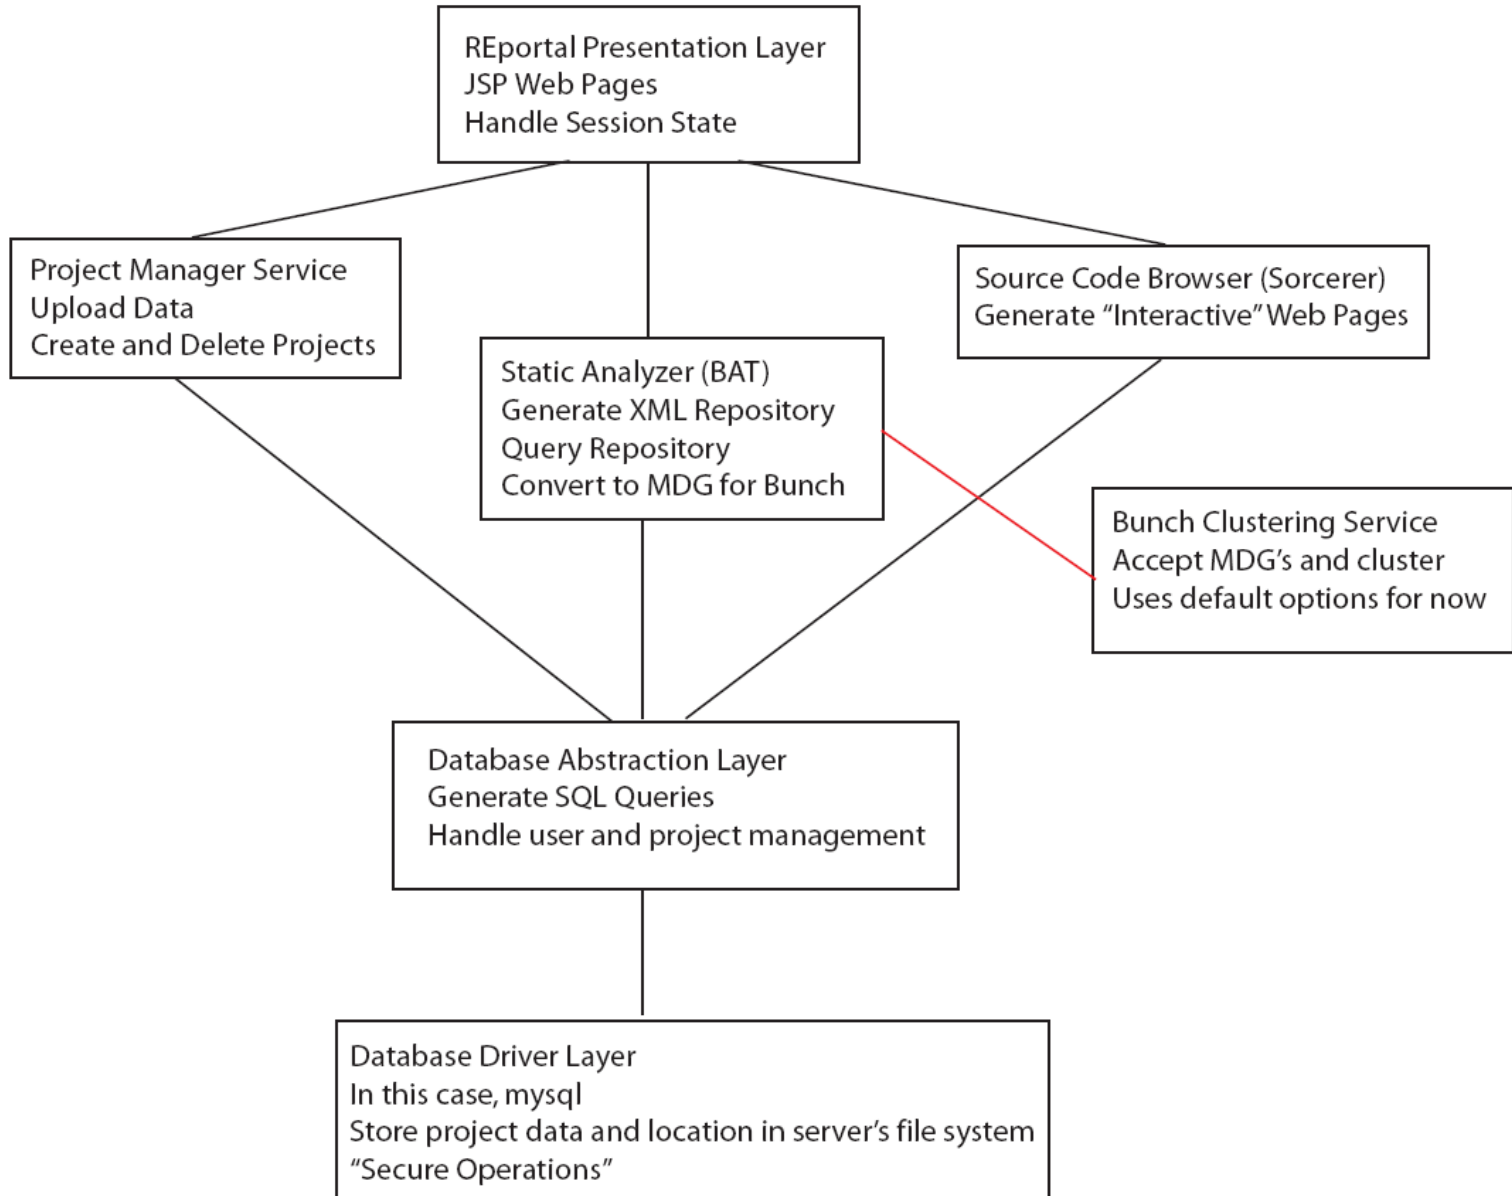 REportal Presentation Layer
JSP Web Pages
Handle Session State
Project Manager Service
Upload Data
Create and Delete Projects
Source Code Browser (Sorcerer)
Generate “Interactive” Web Pages
Static Analyzer (BAT)
Generate XML Repository
Query Repository
Convert to MDG for Bunch
Bunch Clustering Service
Accept MDG’s and cluster
Uses default options for now
Database Abstraction Layer
Generate SQL Queries
Handle user and project management
Database Driver Layer
In this case, mysql
Store project data and location in server’s file system
“Secure Operations”